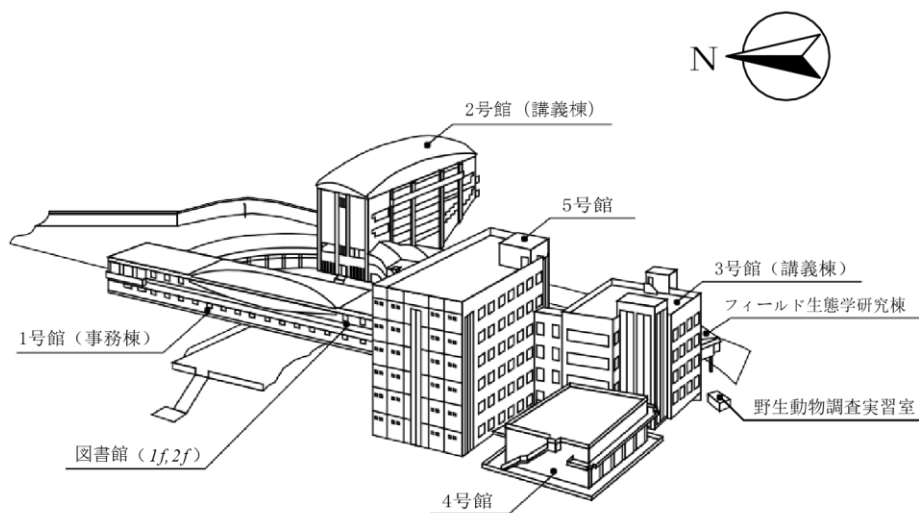 N
2号館（講義棟）
5号館
3号館（講義棟）
フィールド生態学研究棟
1号館（事務棟）
野生動物調査実習室
図書館（1f,2f）
4号館